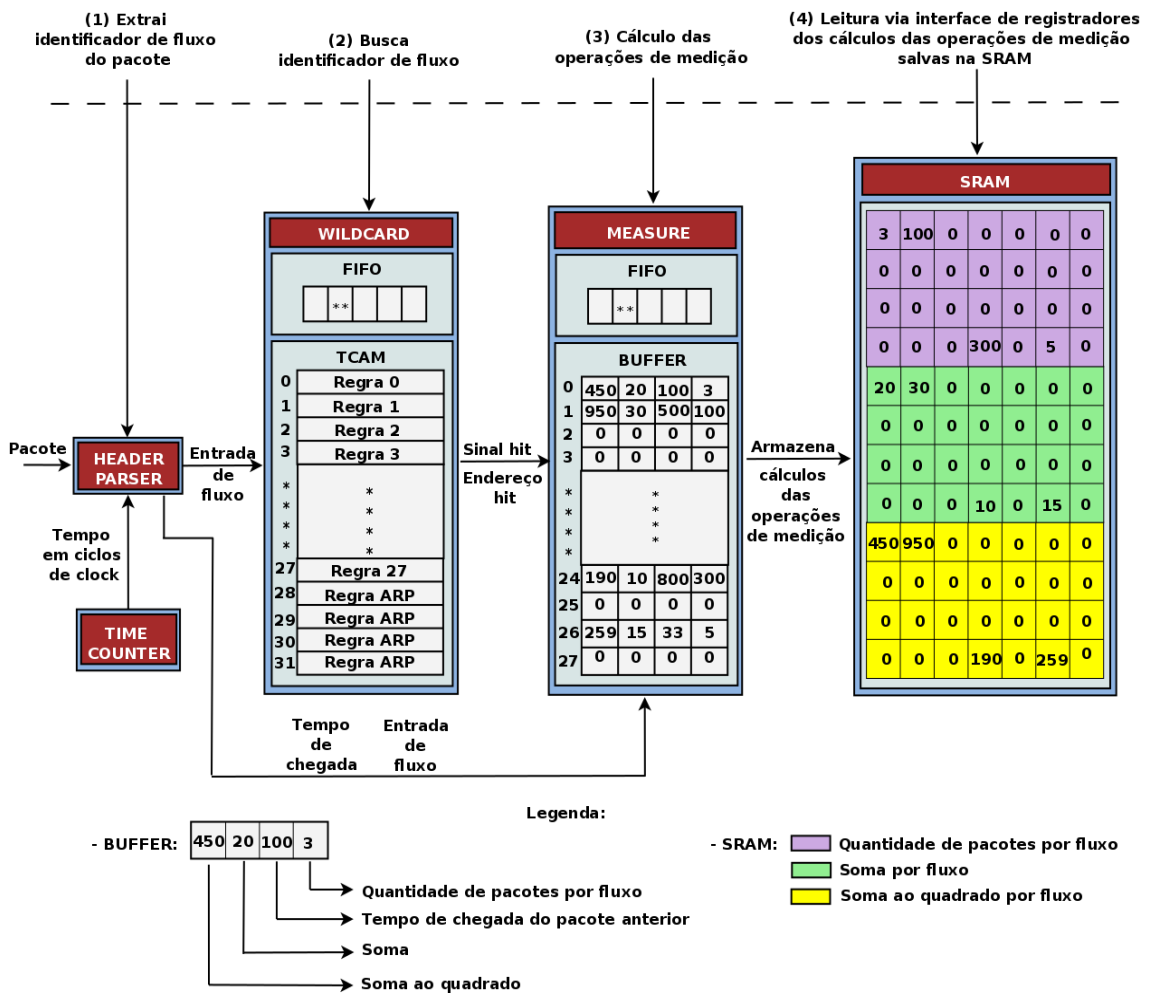 (1) Extrai
identificador de fluxo
do pacote
(2) Busca
identificador de fluxo
(3) Cálculo das
operações de medição
(4) Leitura via interface de registradores
dos cálculos das operações de medição
salvas na SRAM
Pacote
HEADER
PARSER
Tempo
em ciclos
de clock
TIME
COUNTER
Entrada
de
fluxo
WILDCARD
FIFO
**
TCAM
0 Regra 0
1 Regra 1
2 Regra 2
3 Regra 3
* *
* *
* *
* *
27 Regra 27
28 Regra ARP
29 Regra ARP
30 Regra ARP
31 Regra ARP
Sinal hit
Endereço
hit
Tempo
de
chegada
Entrada
de
fluxo
MEASURE
FIFO
**
BUFFER
0 450 20 100 3
1 950 30 500 100
2 0 0 0 0
3 0 0 0 0
* *
* *
* *
* *
24 190 10 800 300
25 0 0 0 0
26 259 15 33 5
27 0 0 0 0
Armazena
cálculos
das
operações
de medição
SRAM
3 100 0 0 0 0 0
0 0 0 0 0 0 0
0 0 0 0 0 0 0
0 0 0 300 0 5 0
20 30 0 0 0 0 0
0 0 0 0 0 0 0
0 0 0 0 0 0 0
0 0 0 10 0 15 0
450 950 0 0 0 0 0
0 0 0 0 0 0 0
0 0 0 0 0 0 0
0 0 0 190 0 259 0
Legenda:
- BUFFER: 450 20 100 3
Quantidade de pacotes por fluxo
Tempo de chegada do pacote anterior
Soma
Soma ao quadrado
- SRAM: Quantidade de pacotes por fluxo
Soma por fluxo
Soma ao quadrado por fluxo